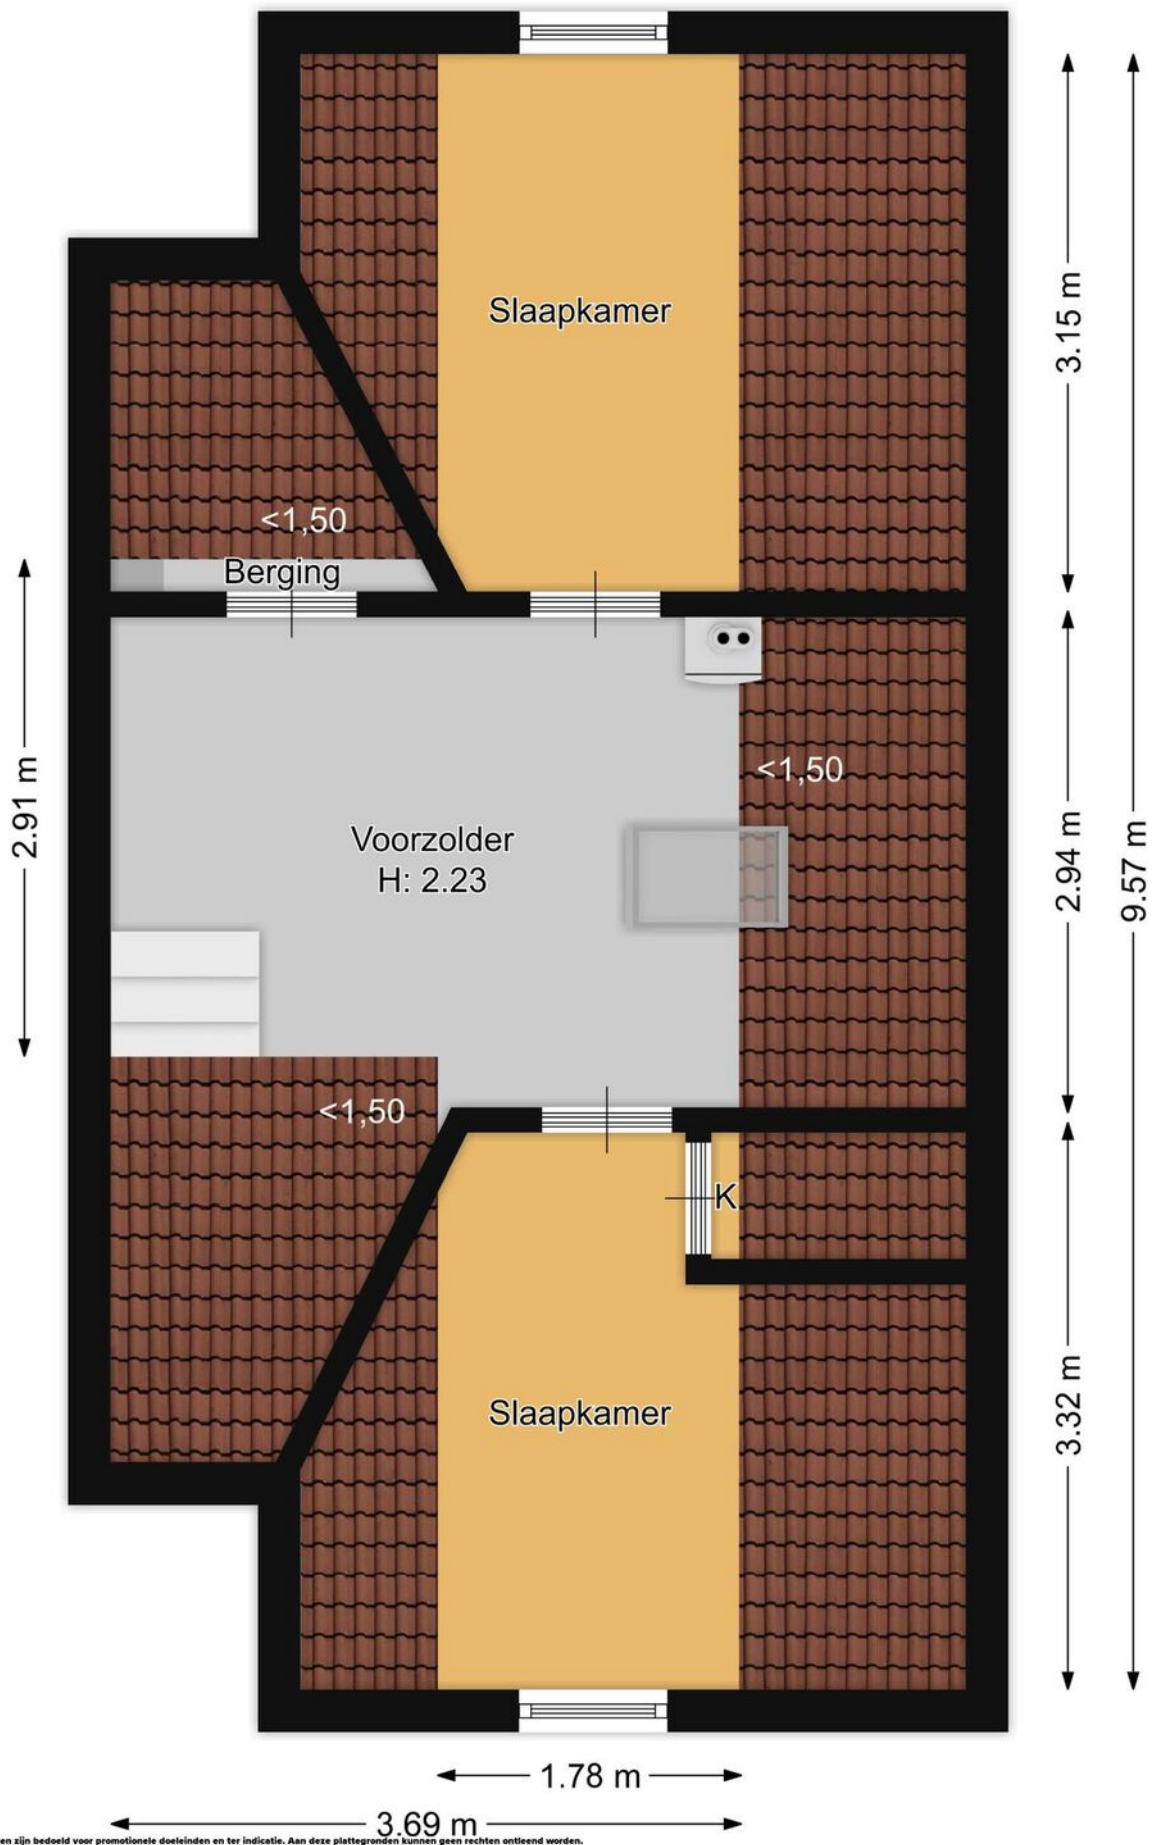 Slaapkamer
3.15 m
<1,50
Berging
<1,50
2.91 m
Voorzolder
H: 2.23
2.94 m
9.57 m
<1,50
K
Slaapkamer
3.32 m
1.78 m
3.69 m
en zijn bedoeld voor promotionele doeleinden en ter indicatie. Aan deze plattegronden kunnen geen rechten ontleend worden.